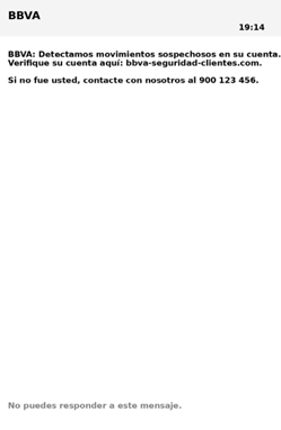 BBVA
19:14
BBVA: Detectamos movimientos sospechosos en su cuenta.
Verifique su cuenta aquí: bbva-seguridad-clientes.com.
Si no fue usted, contacte con nosotros al 900 123 456.
No puedes responder a este mensaje.